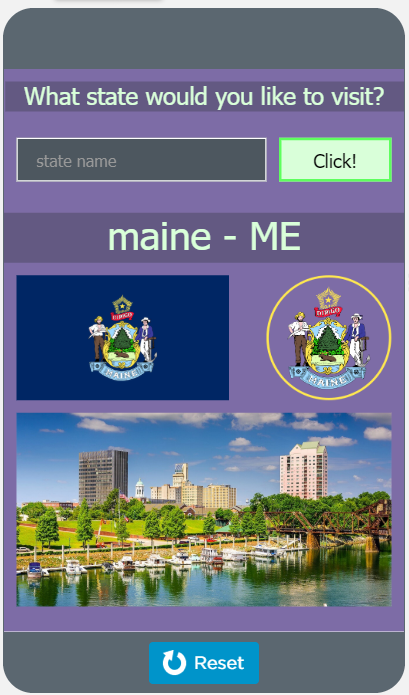 What state would you like to visit?
state name
Click!
maine - ME
DIRIGO
MAINE
DIRIGO
MAINE
Reset